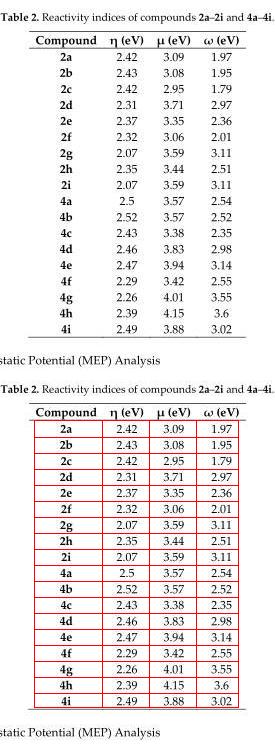 Table 2. Reactivity indices of compounds 2a–2i and 4a–4i.
Compound η (eV) μ (eV) ω (eV)
2a 2.42 3.09 1.97
2b 2.43 3.08 1.95
2c 2.42 2.95 1.79
2d 2.31 3.71 2.97
2e 2.37 3.35 2.36
2f 2.32 3.06 2.01
2g 2.07 3.59 3.11
2h 2.35 3.44 2.51
2i 2.07 3.59 3.11
4a 2.5 3.57 2.54
4b 2.52 3.57 2.52
4c 2.43 3.38 2.35
4d 2.46 3.83 2.98
4e 2.47 3.94 3.14
4f 2.29 3.42 2.55
4g 2.26 4.01 3.55
4h 2.39 4.15 3.6
4i 2.49 3.88 3.02
static Potential (MEP) Analysis
Table 2. Reactivity indices of compounds 2a–2i and 4a–4i.
Compound η (eV) μ (eV) ω (eV)
2a 2.42 3.09 1.97
2b 2.43 3.08 1.95
2c 2.42 2.95 1.79
2d 2.31 3.71 2.97
2e 2.37 3.35 2.36
2f 2.32 3.06 2.01
2g 2.07 3.59 3.11
2h 2.35 3.44 2.51
2i 2.07 3.59 3.11
4a 2.5 3.57 2.54
4b 2.52 3.57 2.52
4c 2.43 3.38 2.35
4d 2.46 3.83 2.98
4e 2.47 3.94 3.14
4f 2.29 3.42 2.55
4g 2.26 4.01 3.55
4h 2.39 4.15 3.6
4i 2.49 3.88 3.02
static Potential (MEP) Analysis